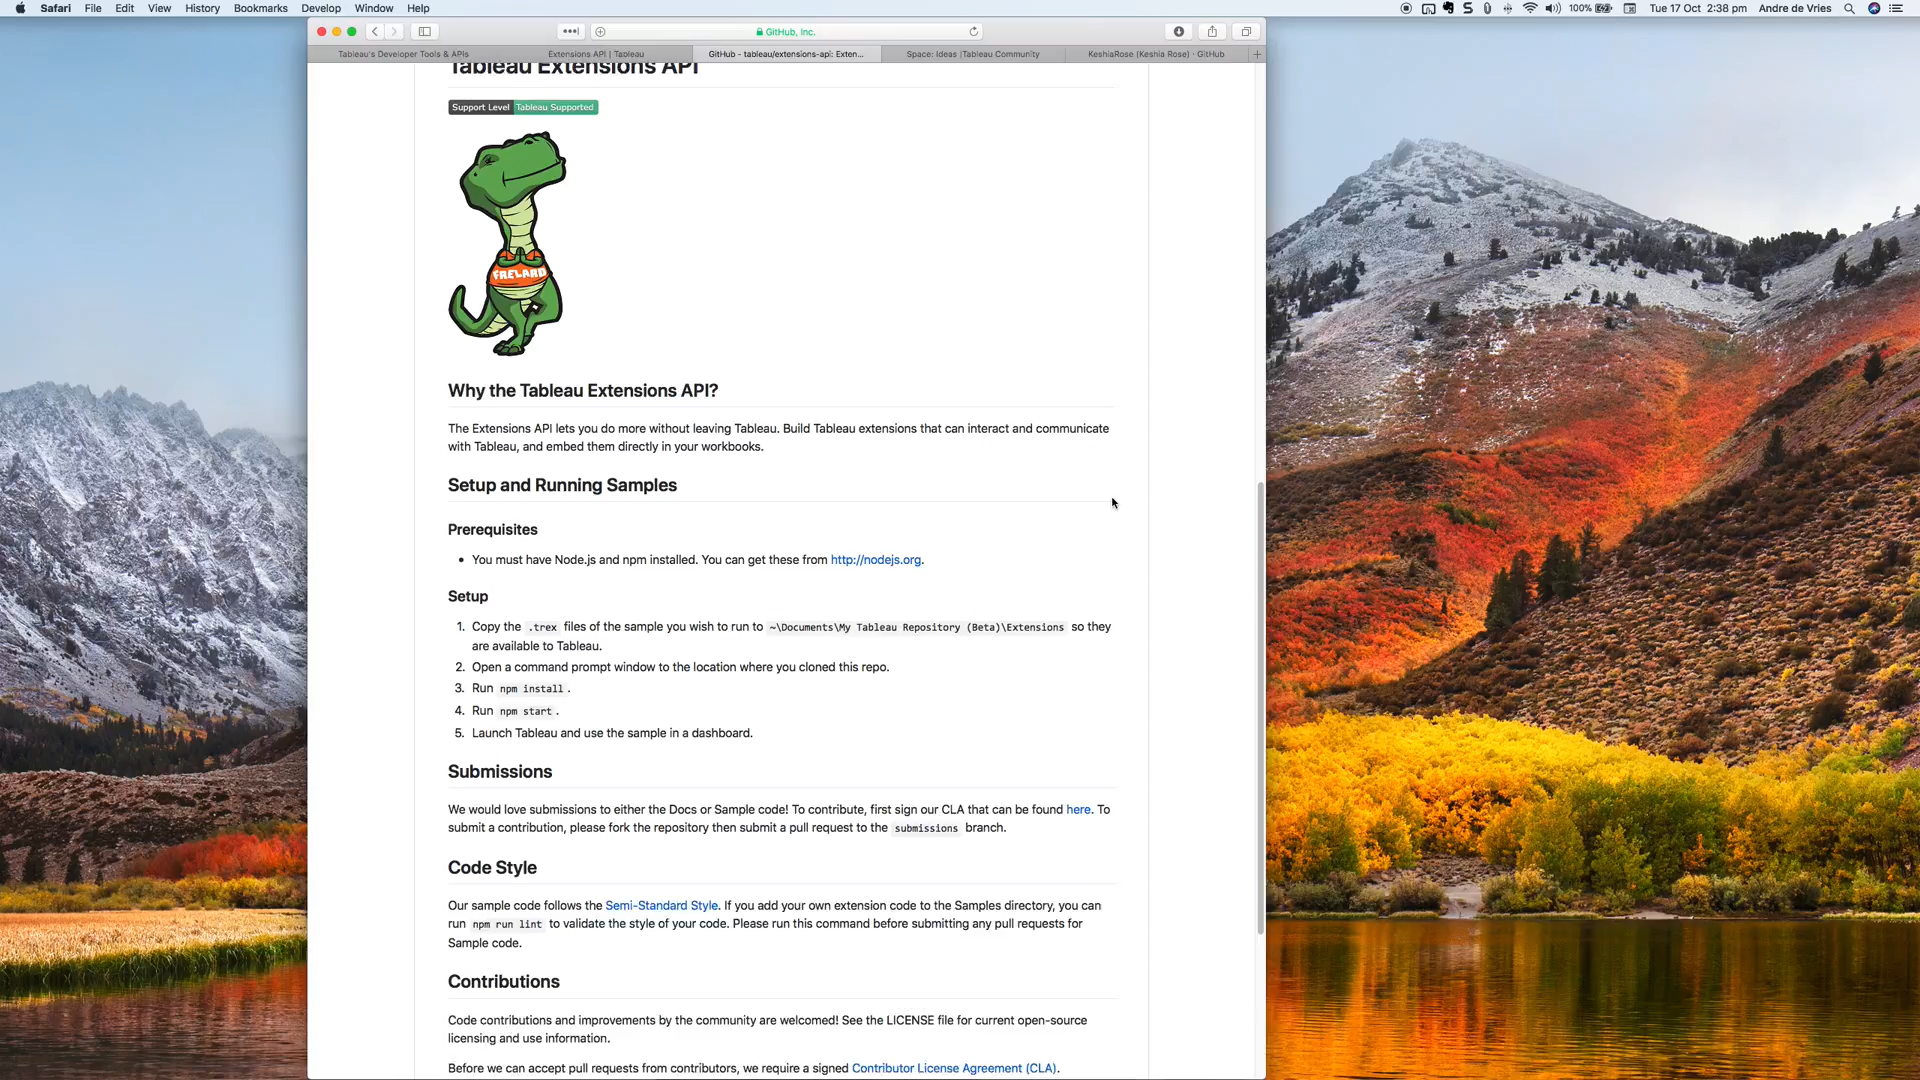 Safari File Edit View History Bookmarks Develop Window Help 100% Tue 17 Oct 2:38 pm Andre de Vries
GitHub, Inc.
Tableau's Developer Tools & APIs Extensions API | Tableau GitHub - tableau/extensions-api: Exten... Space: Ideas |Tableau Community KeshiaRose (Keshia Rose) · GitHub
Tableau Extensions API
Support Level Tableau Supported
FRELARD
Why the Tableau Extensions API?
The Extensions API lets you do more without leaving Tableau. Build Tableau extensions that can interact and communicate
with Tableau, and embed them directly in your workbooks.
Setup and Running Samples
Prerequisites
• You must have Node.js and npm installed. You can get these from http://nodejs.org.
Setup
1. Copy the .trex files of the sample you wish to run to ~\Documents\My Tableau Repository (Beta)\Extensions so they
are available to Tableau.
2. Open a command prompt window to the location where you cloned this repo.
3. Run npm install.
4. Run npm start.
5. Launch Tableau and use the sample in a dashboard.
Submissions
We would love submissions to either the Docs or Sample code! To contribute, first sign our CLA that can be found here. To
submit a contribution, please fork the repository then submit a pull request to the submissions branch.
Code Style
Our sample code follows the Semi-Standard Style. If you add your own extension code to the Samples directory, you can
run npm run lint to validate the style of your code. Please run this command before submitting any pull requests for
Sample code.
Contributions
Code contributions and improvements by the community are welcomed! See the LICENSE file for current open-source
licensing and use information.
Before we can accept pull requests from contributors, we require a signed Contributor License Agreement (CLA).